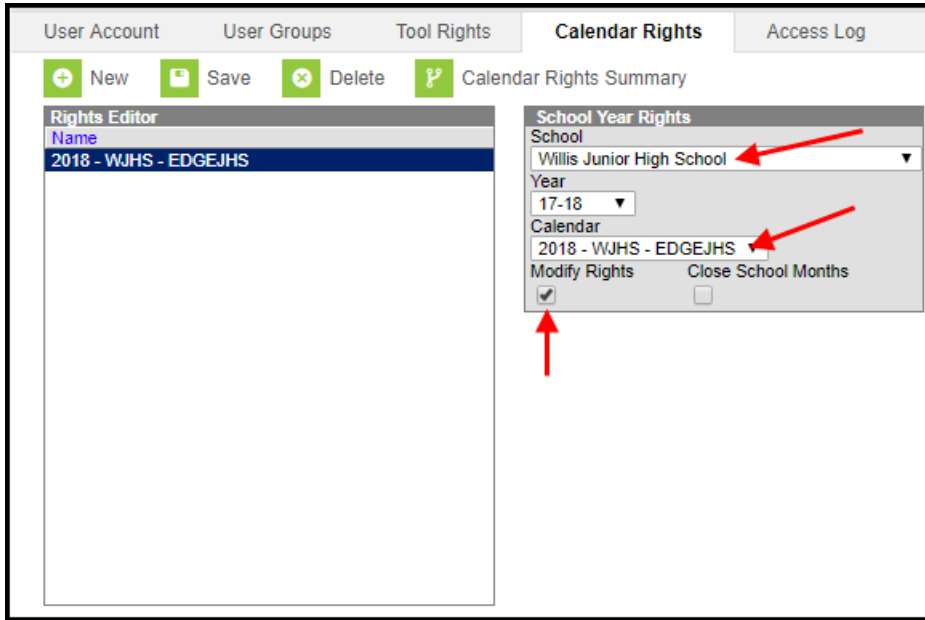 User Account User Groups Tool Rights Calendar Rights Access Log
New Save Delete Calendar Rights Summary
Rights Editor
Name
2018 - WJHS - EDGEJHS
School Year Rights
School
Willis Junior High School
Year
17-18
Calendar
2018 - WJHS - EDGEJHS
Modify Rights Close School Months